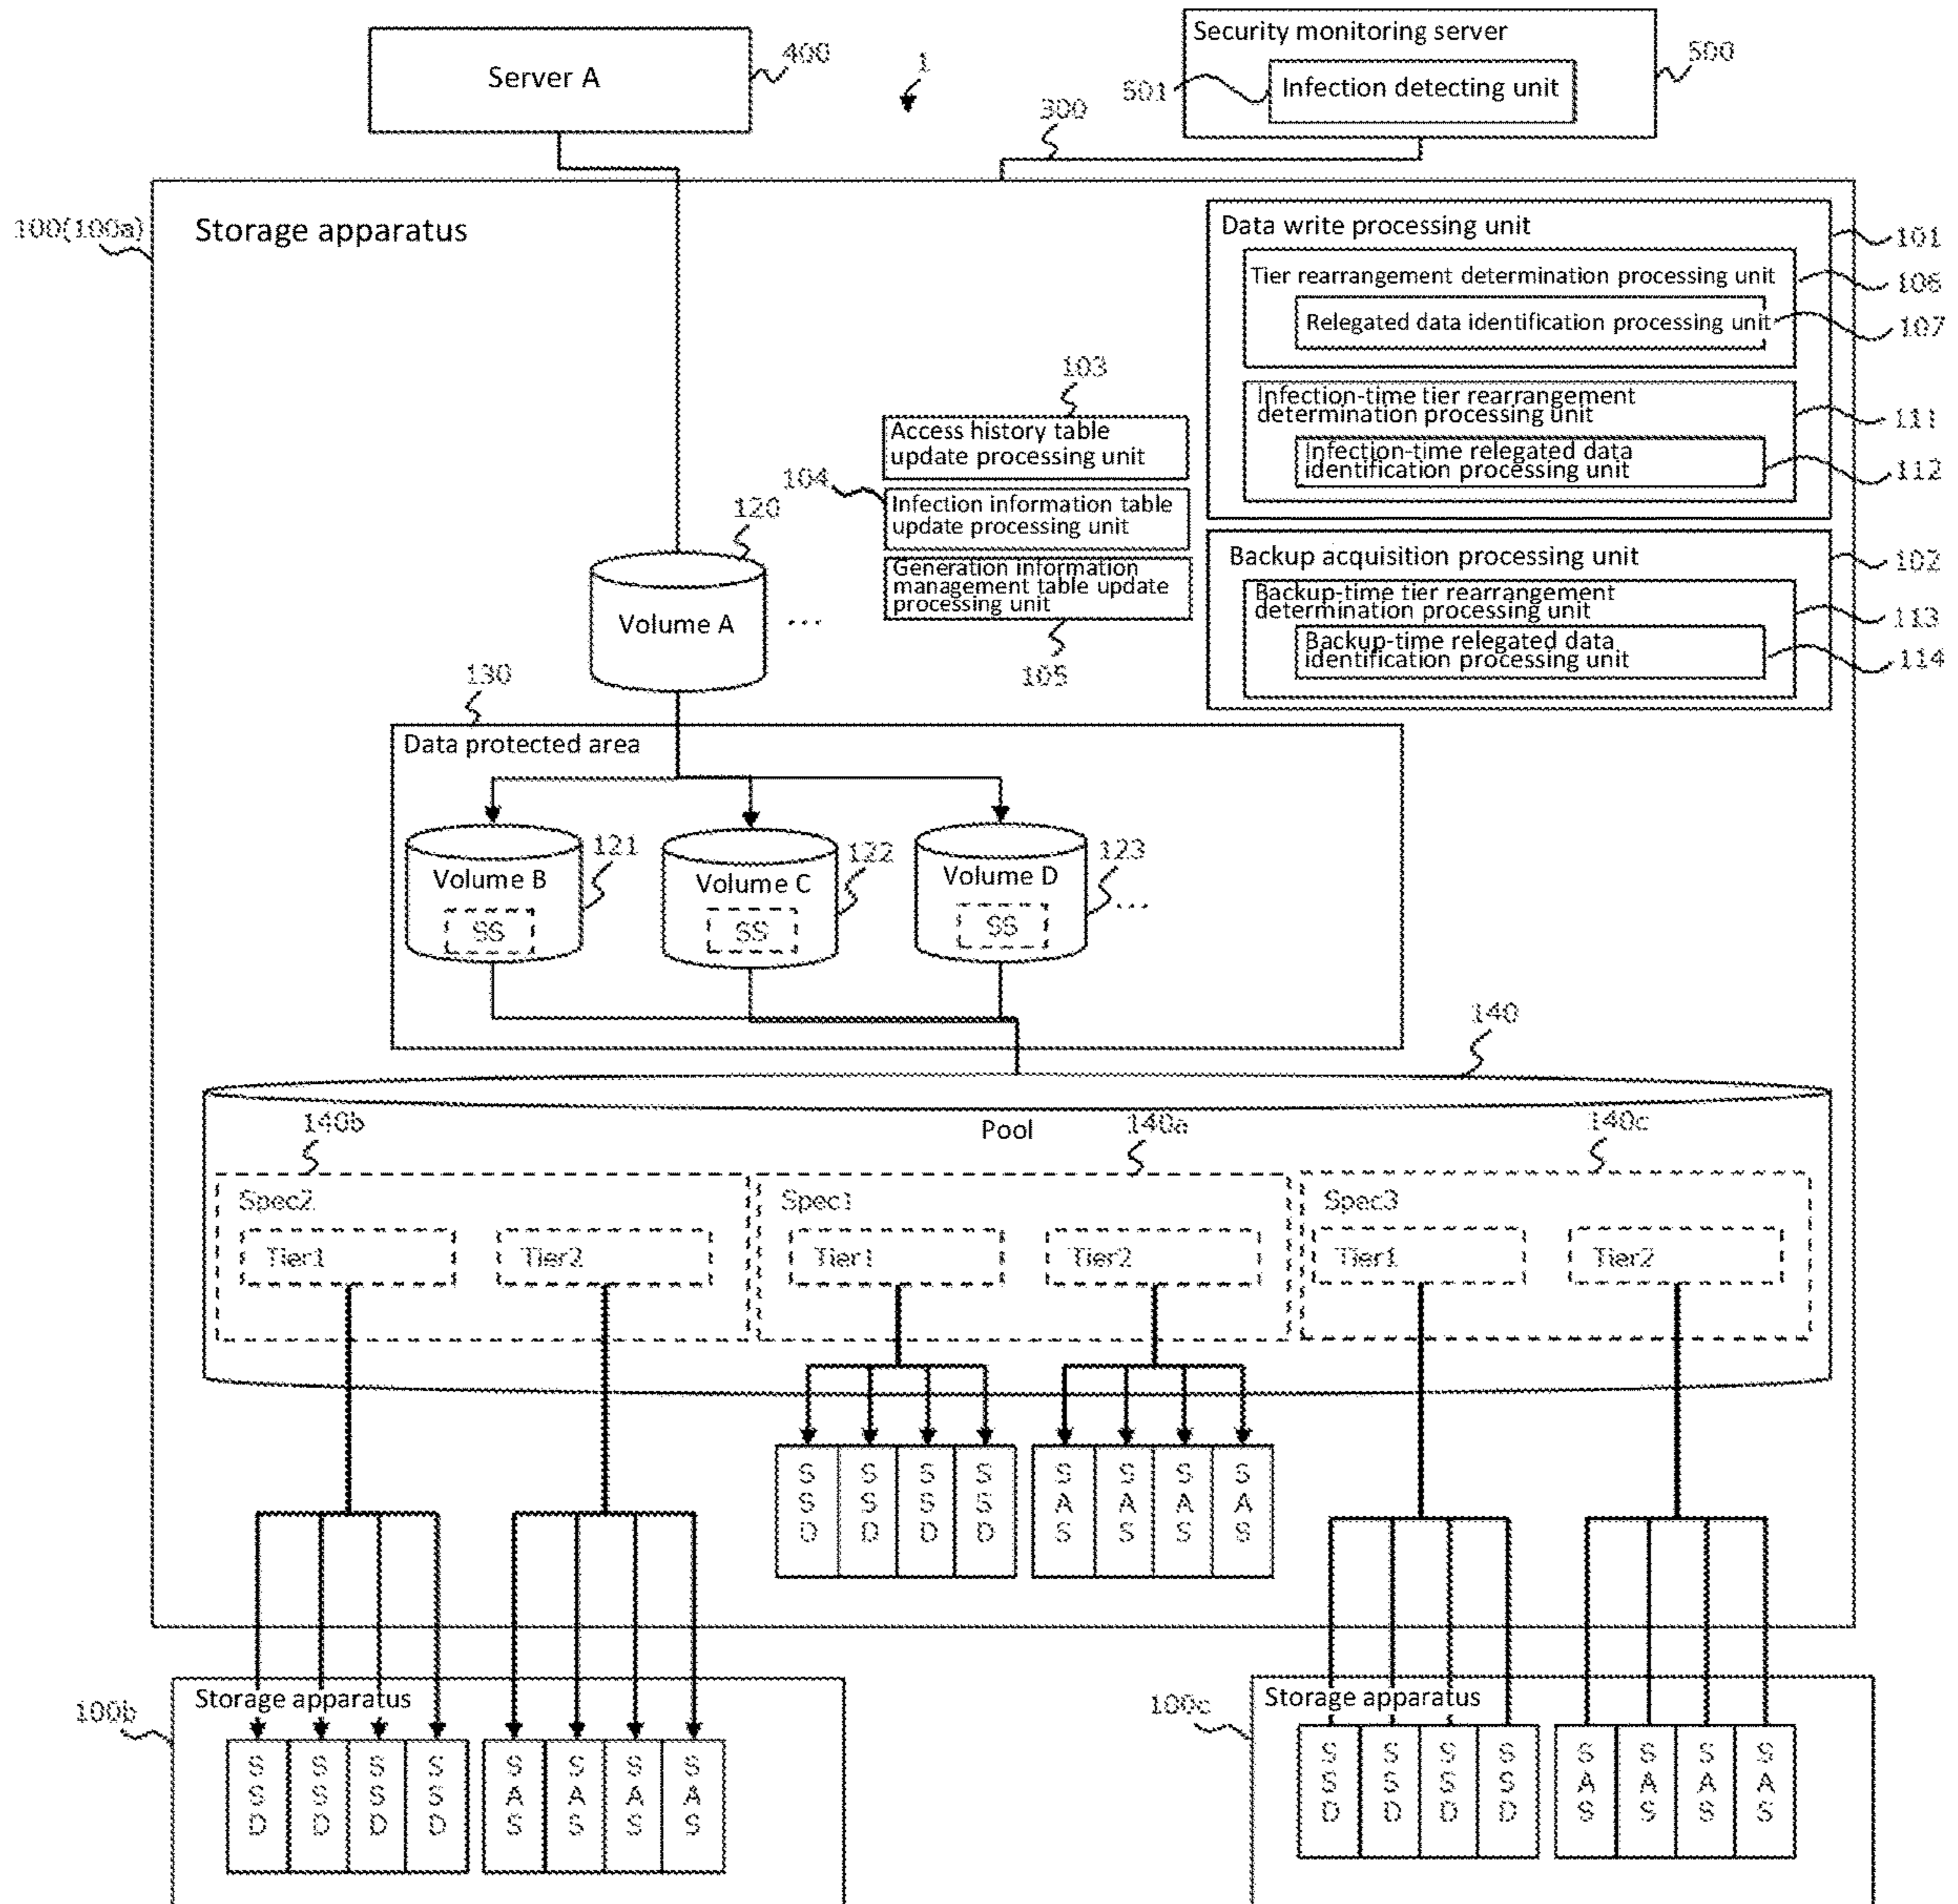 Server A
400
1
Security monitoring server
500
501
Infection detecting unit
300
100(100a)
Storage apparatus
Data write processing unit
101
Tier rearrangement determination processing unit
106
Relegated data identification processing unit
107
Infection-time tier rearrangement
determination processing unit
111
Infection-time relegated data
identification processing unit
112
103
Access history table
update processing unit
104
Infection information table
update processing unit
Generation information
management table update
processing unit
105
Backup acquisition processing unit
102
Backup-time tier rearrangement
determination processing unit
113
Backup-time relegated data
identification processing unit
114
120
Volume A
...
130
Data protected area
Volume B
SS
121
Volume C
SS
122
Volume D
SS
123
...
140
Pool
140b
140a
140c
Spec2
Tier1
Tier2
Spec1
Tier1
Tier2
Spec3
Tier1
Tier2
SSD
SSD
SSD
SSD
SAS
SAS
SAS
SAS
100b
Storage apparatus
SSD
SSD
SSD
SSD
SAS
SAS
SAS
SAS
100c
Storage apparatus
SSD
SSD
SSD
SSD
SAS
SAS
SAS
SAS